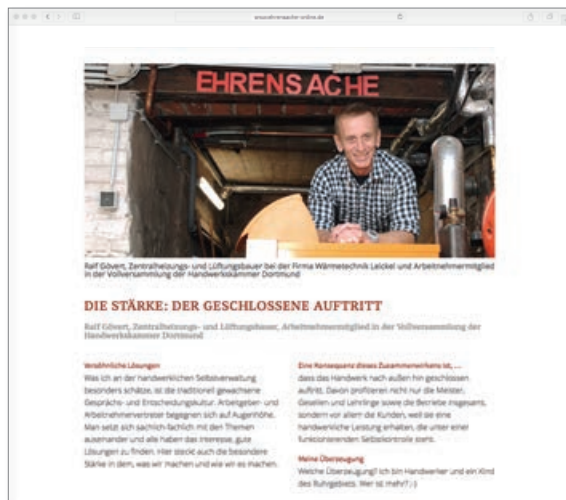 EHRENSACHE
Ralf Gövert, Zentralheizungs- und Lüftungsbauer bei der Firma Wärmetechnik Leickel und Arbeitnehmermitglied
in der Vollversammlung der Handwerkskammer Dortmund
DIE STÄRKE: DER GESCHLOSSENE AUFTRITT
Ralf Gövert, Zentralheizungs- und Lüftungsbauer, Arbeitnehmermitglied in der Vollversammlung der
Handwerkskammer Dortmund
Versöhnliche Lösungen
Was ich an der handwerklichen Selbstverwaltung
besonders schätze, ist die traditionell gewachsene
Gesprächs- und Entscheidungskultur. Arbeitgeber- und
Arbeitnehmervertreter begegnen sich auf Augenhöhe.
Man setzt sich sachlich-fachlich mit den Themen
auseinander und alle haben das Interesse, gute
Lösungen zu finden. Hier steckt auch die besondere
Stärke in dem, was wir machen und wie wir es machen.
Eine Konsequenz dieses Zusammenwirkens ist, ...
dass das Handwerk nach außen hin geschlossen
auftritt. Davon profitieren nicht nur die Meister,
Gesellen und Lehrlinge sowie die Betriebe insgesamt,
sondern vor allem die Kunden, weil sie eine
handwerkliche Leistung erhalten, die unter einer
funktionierenden Selbstkontrolle steht.
Meine Überzeugung
Welche Überzeugung? Ich bin Handwerker und ein Kind
des Ruhrgebiets. Wer ist mehr? ;-)